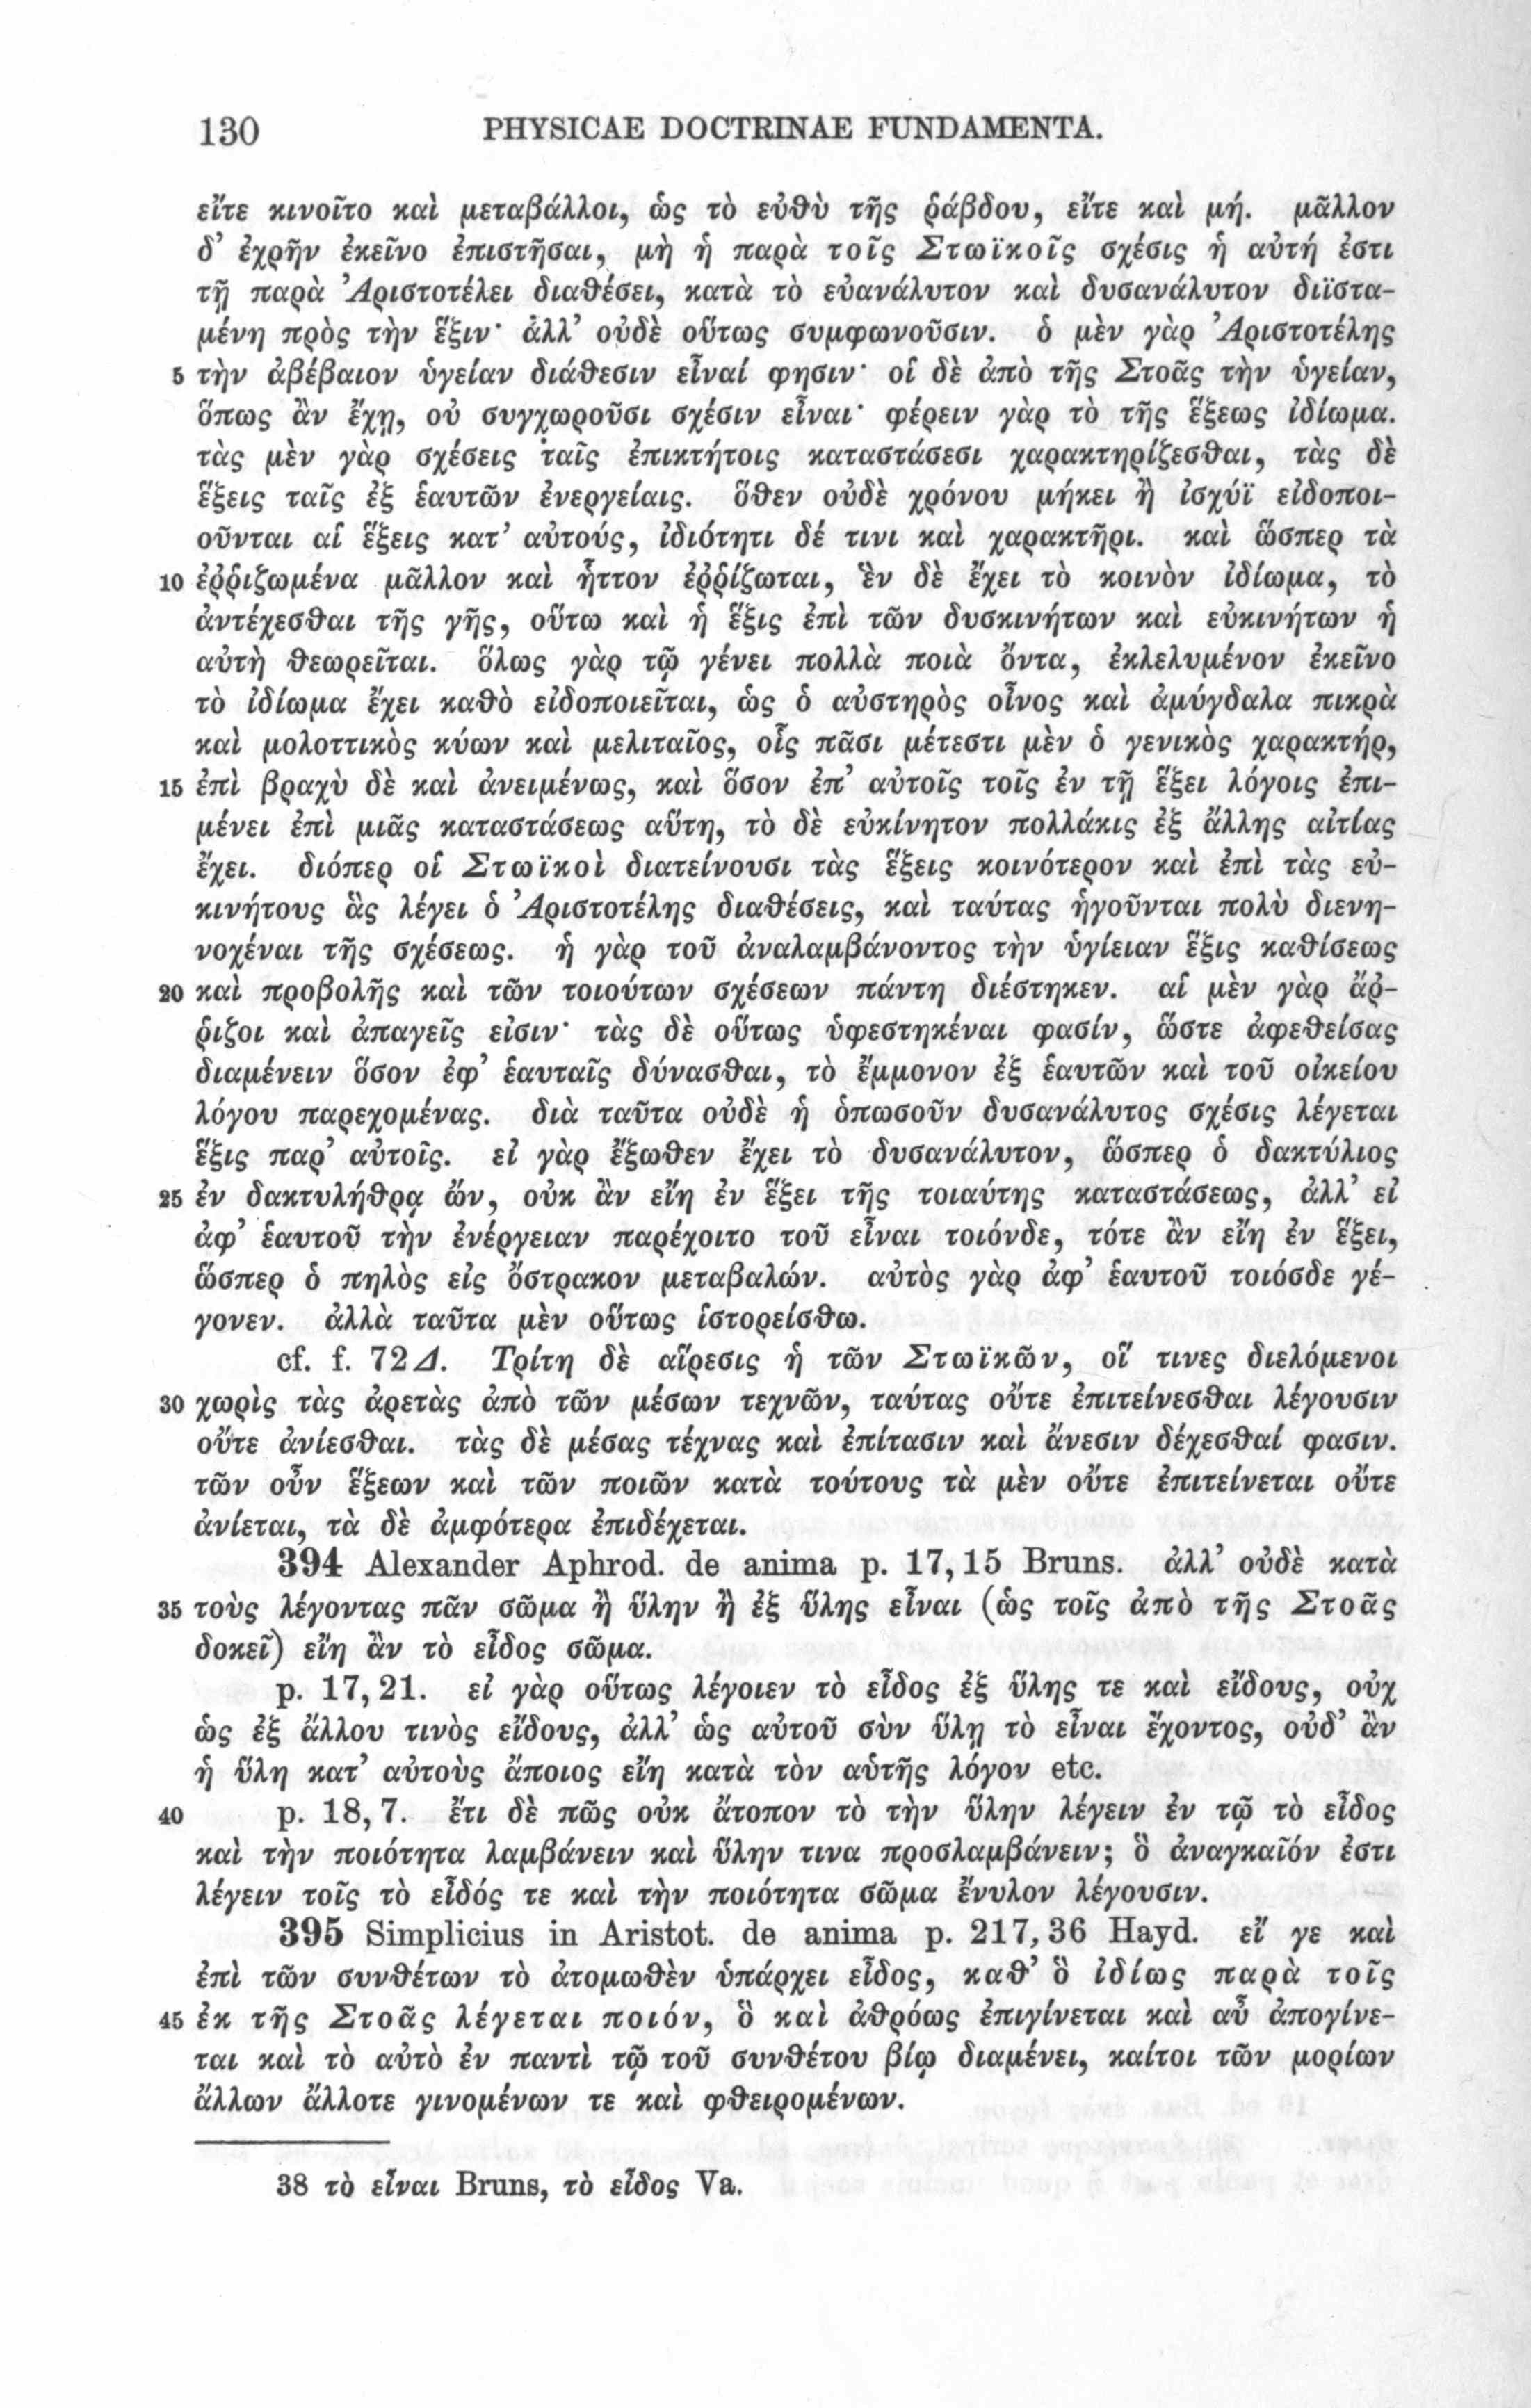 130 PHYSICAE DOCTRINAE FUNDAMENTA.
εἴτε κινοῖτο καὶ μεταβάλλοι, ὡς τὸ εὐθὺ τῆς ῥάβδου, εἴτε καὶ μή. μᾶλλον
δ’ ἐχρῆν ἐκεῖνο ἐπιστῆσαι, μὴ ἡ παρὰ τοῖς Στωϊκοῖς σχέσις ἡ αὐτή ἐστι
τῇ παρὰ Ἀριστοτέλει διαθέσει, κατὰ τὸ εὐανάλυτον καὶ δυσανάλυτον διϊστα-
μένη πρὸς τὴν ἕξιν· ἀλλ’ οὐδὲ οὕτως συμφωνοῦσιν. ὁ μὲν γὰρ Ἀριστοτέλης
5 τὴν ἀβέβαιον ὑγείαν διάθεσιν εἶναί φησιν· οἱ δὲ ἀπὸ τῆς Στοᾶς τὴν ὑγείαν,
ὅπως ἂν ἔχῃ, οὐ συγχωροῦσι σχέσιν εἶναι· φέρειν γὰρ τὸ τῆς ἕξεως ἰδίωμα.
τὰς μὲν γὰρ σχέσεις ταῖς ἐπικτήτοις καταστάσεσι χαρακτηρίζεσθαι, τὰς δὲ
ἕξεις ταῖς ἐξ ἑαυτῶν ἐνεργείαις. ὅθεν οὐδὲ χρόνου μήκει ἢ ἰσχύϊ εἰδοποι-
οῦνται αἱ ἕξεις κατ’ αὐτούς, ἰδιότητι δέ τινι καὶ χαρακτῆρι. καὶ ὥσπερ τὰ
10 ἐῤῥιζωμένα μᾶλλον καὶ ἧττον ἐῤῥίζωται, ἓν δὲ ἔχει τὸ κοινὸν ἰδίωμα, τὸ
ἀντέχεσθαι τῆς γῆς, οὕτω καὶ ἡ ἕξις ἐπὶ τῶν δυσκινήτων καὶ εὐκινήτων ἡ
αὐτὴ θεωρεῖται. ὅλως γὰρ τῷ γένει πολλὰ ποιὰ ὄντα, ἐκλελυμένον ἐκεῖνο
τὸ ἰδίωμα ἔχει καθὸ εἰδοποιεῖται, ὡς ὁ αὐστηρὸς οἶνος καὶ ἀμύγδαλα πικρὰ
καὶ μολοττικὸς κύων καὶ μελιταῖος, οἷς πᾶσι μέτεστι μὲν ὁ γενικὸς χαρακτήρ,
15 ἐπὶ βραχὺ δὲ καὶ ἀνειμένως, καὶ ὅσον ἐπ’ αὐτοῖς τοῖς ἐν τῇ ἕξει λόγοις ἐπι-
μένει ἐπὶ μιᾶς καταστάσεως αὕτη, τὸ δὲ εὐκίνητον πολλάκις ἐξ ἄλλης αἰτίας
ἔχει. διόπερ οἱ Στωϊκοὶ διατείνουσι τὰς ἕξεις κοινότερον καὶ ἐπὶ τὰς εὐ-
κινήτους ἃς λέγει ὁ Ἀριστοτέλης διαθέσεις, καὶ ταύτας ἡγοῦνται πολὺ διενη-
νοχέναι τῆς σχέσεως. ἡ γὰρ τοῦ ἀναλαμβάνοντος τὴν ὑγίειαν ἕξις καθίσεως
20 καὶ προβολῆς καὶ τῶν τοιούτων σχέσεων πάντη διέστηκεν. αἱ μὲν γὰρ ἄῤ-
ῥιζοι καὶ ἀπαγεῖς εἰσιν· τὰς δὲ οὕτως ὑφεστηκέναι φασίν, ὥστε ἀφεθείσας
διαμένειν ὅσον ἐφ’ ἑαυταῖς δύνασθαι, τὸ ἔμμονον ἐξ ἑαυτῶν καὶ τοῦ οἰκείου
λόγου παρεχομένας. διὰ ταῦτα οὐδὲ ἡ ὁπωσοῦν δυσανάλυτος σχέσις λέγεται
ἕξις παρ’ αὐτοῖς. εἰ γὰρ ἔξωθεν ἔχει τὸ δυσανάλυτον, ὥσπερ ὁ δακτύλιος
25 ἐν δακτυλήθρᾳ ὤν, οὐκ ἂν εἴη ἐν ἕξει τῆς τοιαύτης καταστάσεως, ἀλλ’ εἰ
ἀφ’ ἑαυτοῦ τὴν ἐνέργειαν παρέχοιτο τοῦ εἶναι τοιόνδε, τότε ἂν εἴη ἐν ἕξει,
ὥσπερ ὁ πηλὸς εἰς ὄστρακον μεταβαλών. αὐτὸς γὰρ ἀφ’ ἑαυτοῦ τοιόσδε γέ-
γονεν. ἀλλὰ ταῦτα μὲν οὕτως ἱστορείσθω.
cf. f. 72Δ. Τρίτη δὲ αἵρεσις ἡ τῶν Στωϊκῶν, οἵ τινες διελόμενοι
30 χωρὶς τὰς ἀρετὰς ἀπὸ τῶν μέσων τεχνῶν, ταύτας οὔτε ἐπιτείνεσθαι λέγουσιν
οὔτε ἀνίεσθαι. τὰς δὲ μέσας τέχνας καὶ ἐπίτασιν καὶ ἄνεσιν δέχεσθαί φασιν.
τῶν οὖν ἕξεων καὶ τῶν ποιῶν κατὰ τούτους τὰ μὲν οὔτε ἐπιτείνεται οὔτε
ἀνίεται, τὰ δὲ ἀμφότερα ἐπιδέχεται.
394 Alexander Aphrod. de anima p. 17,15 Bruns. ἀλλ’ οὐδὲ κατὰ
35 τοὺς λέγοντας πᾶν σῶμα ἢ ὕλην ἢ ἐξ ὕλης εἶναι (ὡς τοῖς ἀπὸ τῆς Στοᾶς
δοκεῖ) εἴη ἂν τὸ εἶδος σῶμα.
p. 17,21. εἰ γὰρ οὕτως λέγοιεν τὸ εἶδος ἐξ ὕλης τε καὶ εἴδους, οὐχ
ὡς ἐξ ἄλλου τινὸς εἴδους, ἀλλ’ ὡς αὐτοῦ σὺν ὕλῃ τὸ εἶναι ἔχοντος, οὐδ’ ἂν
ἡ ὕλη κατ’ αὐτοὺς ἄποιος εἴη κατὰ τὸν αὑτῆς λόγον etc.
40 p. 18,7. ἔτι δὲ πῶς οὐκ ἄτοπον τὸ τὴν ὕλην λέγειν ἐν τῷ τὸ εἶδος
καὶ τὴν ποιότητα λαμβάνειν καὶ ὕλην τινα προσλαμβάνειν; ὃ ἀναγκαῖόν ἐστι
λέγειν τοῖς τὸ εἶδός τε καὶ τὴν ποιότητα σῶμα ἔνυλον λέγουσιν.
395 Simplicius in Aristot. de anima p. 217,36 Hayd. εἴ γε καὶ
ἐπὶ τῶν συνθέτων τὸ ἀτομωθὲν ὑπάρχει εἶδος, καθ’ ὃ ἰδίως παρὰ τοῖς
45 ἐκ τῆς Στοᾶς λέγεται ποιόν, ὃ καὶ ἀθρόως ἐπιγίνεται καὶ αὖ ἀπογίνε-
ται καὶ τὸ αὐτὸ ἐν παντὶ τῷ τοῦ συνθέτου βίῳ διαμένει, καίτοι τῶν μορίων
ἄλλων ἄλλοτε γινομένων τε καὶ φθειρομένων.
38 τὸ εἶναι Bruns, τὸ εἶδος Va.